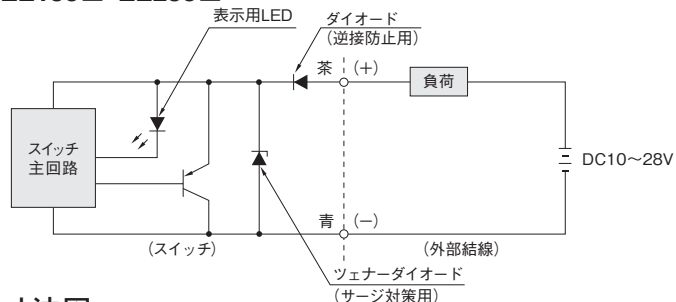 表示用LED
ダイオード
(逆接防止用)
茶 (+)
負荷
スイッチ
主回路
DC10〜28V
青 (−)
(スイッチ)
(外部結線)
ツェナーダイオード
(サージ対策用)